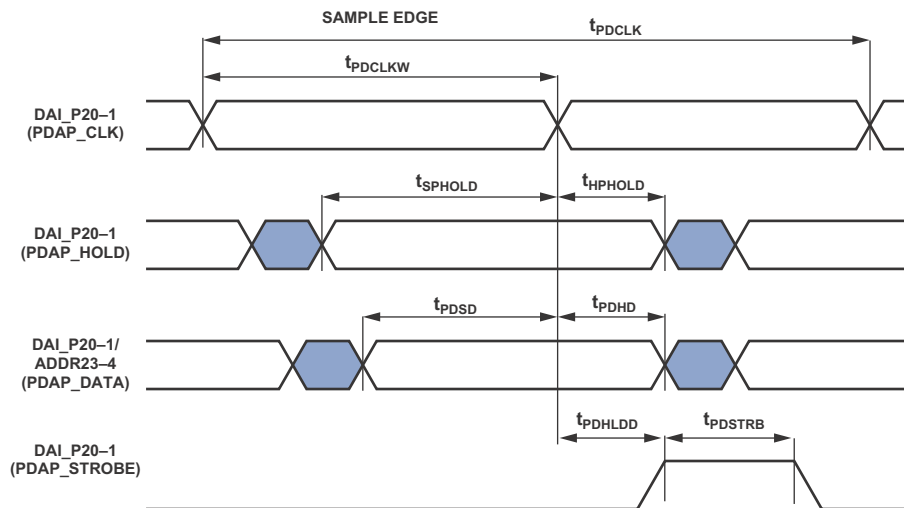 SAMPLE EDGE
tPDCLK
tPDCLKW
DAI_P20–1
(PDAP_CLK)
tSPHOLD
tHPHOLD
DAI_P20–1
(PDAP_HOLD)
tPDSD
tPDHD
DAI_P20–1/
ADDR23–4
(PDAP_DATA)
tPDHLDD
tPDSTRB
DAI_P20–1
(PDAP_STROBE)